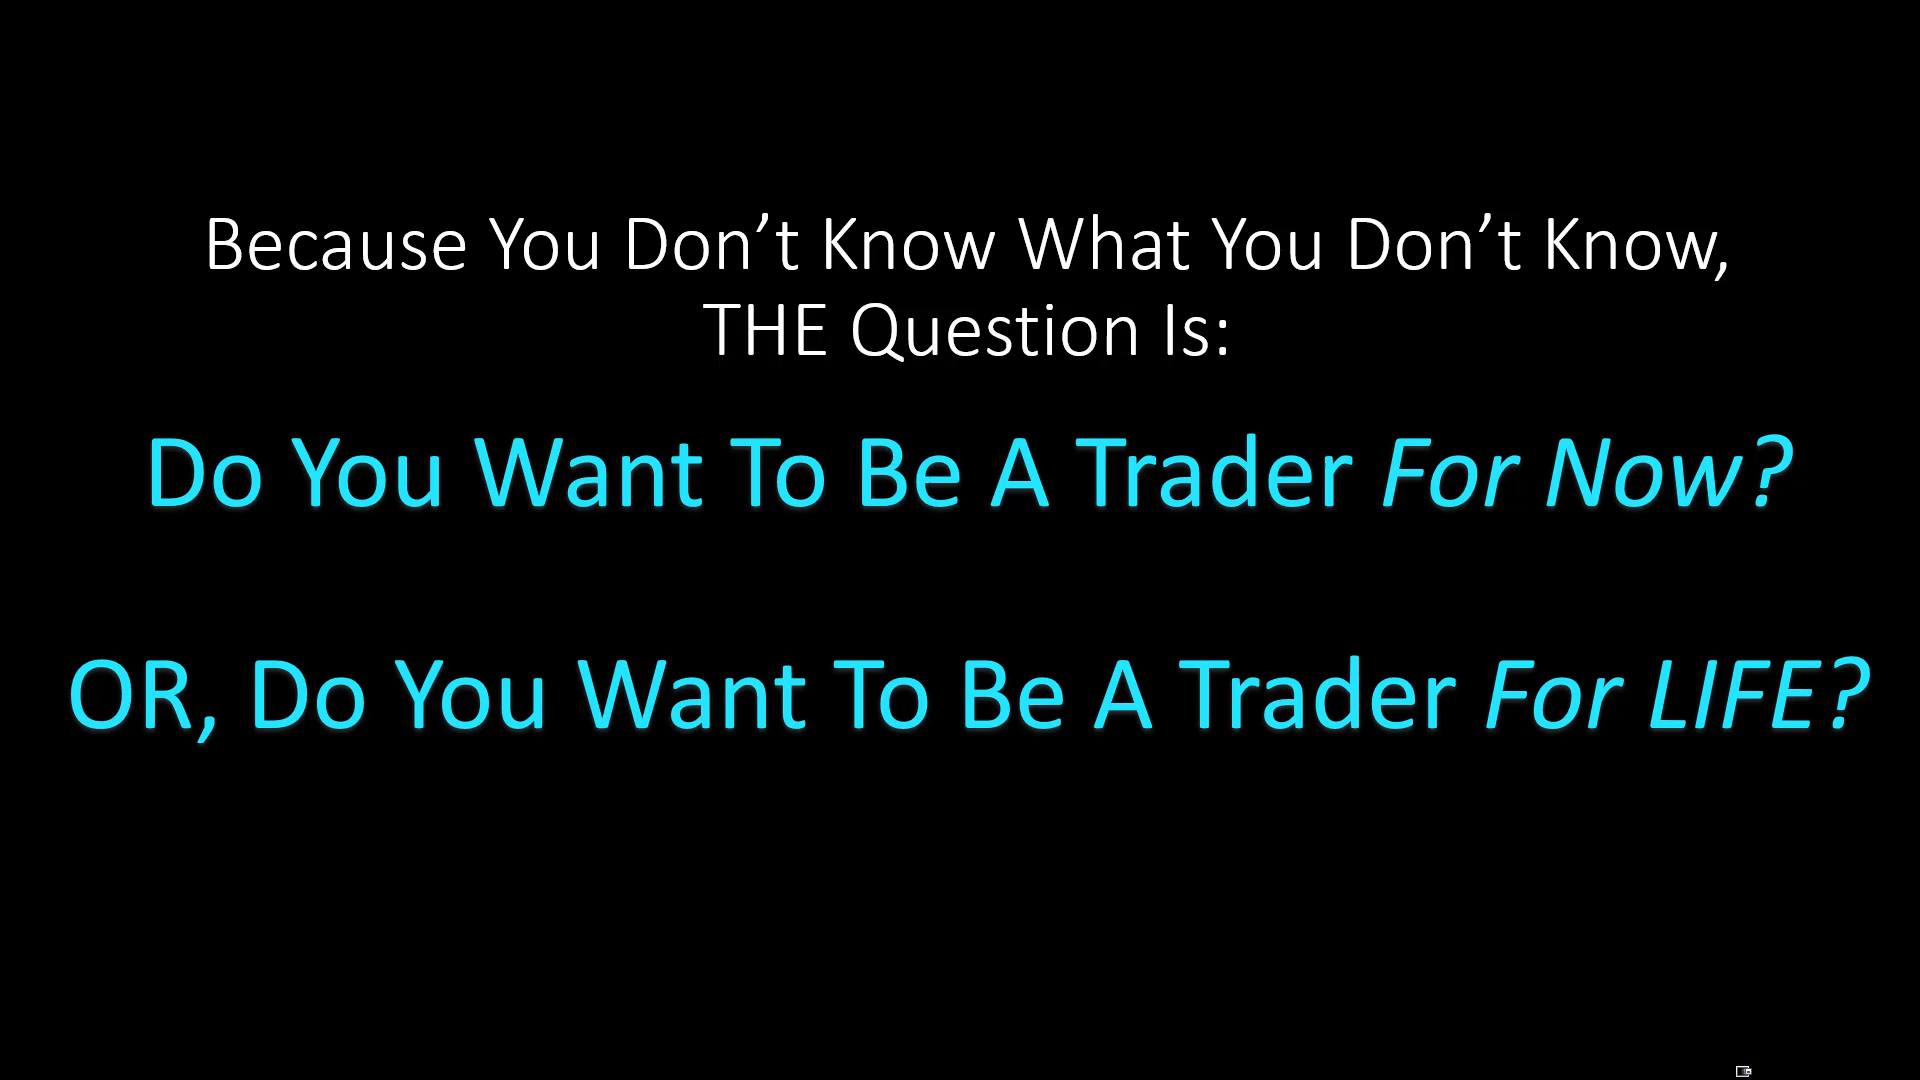 Because You Don’t Know What You Don’t Know,
THE Question Is:
Do You Want To Be A Trader For Now?
OR, Do You Want To Be A Trader For LIFE?